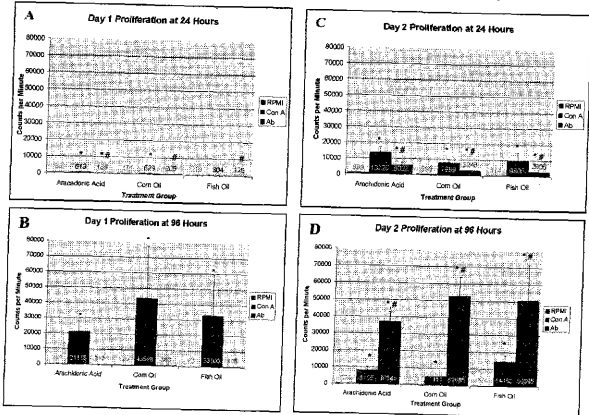 A
Day 1 Proliferation at 24 Hours
80000
70000
60000
50000
40000
30000
20000
10000
0
Counts per Minute
RPMI
Con A
Ab
* * # * # #
Arachidonic Acid Corn Oil Fish Oil
Treatment Group
B
Day 1 Proliferation at 96 Hours
80000
70000
60000
50000
40000
30000
20000
10000
0
Counts per Minute
RPMI
Con A
Ab
Arachidonic Acid Corn Oil Fish Oil
Treatment Group
C
Day 2 Proliferation at 24 Hours
80000
70000
60000
50000
40000
30000
20000
10000
0
Counts per Minute
RPMI
Con A
Ab
* *# * *# * *#
Arachidonic Acid Corn Oil Fish Oil
Treatment Group
D
Day 2 Proliferation at 96 Hours
80000
70000
60000
50000
40000
30000
20000
10000
0
Counts per Minute
RPMI
Con A
Ab
* *# * *# * *#
Arachidonic Acid Corn Oil Fish Oil
Treatment Group